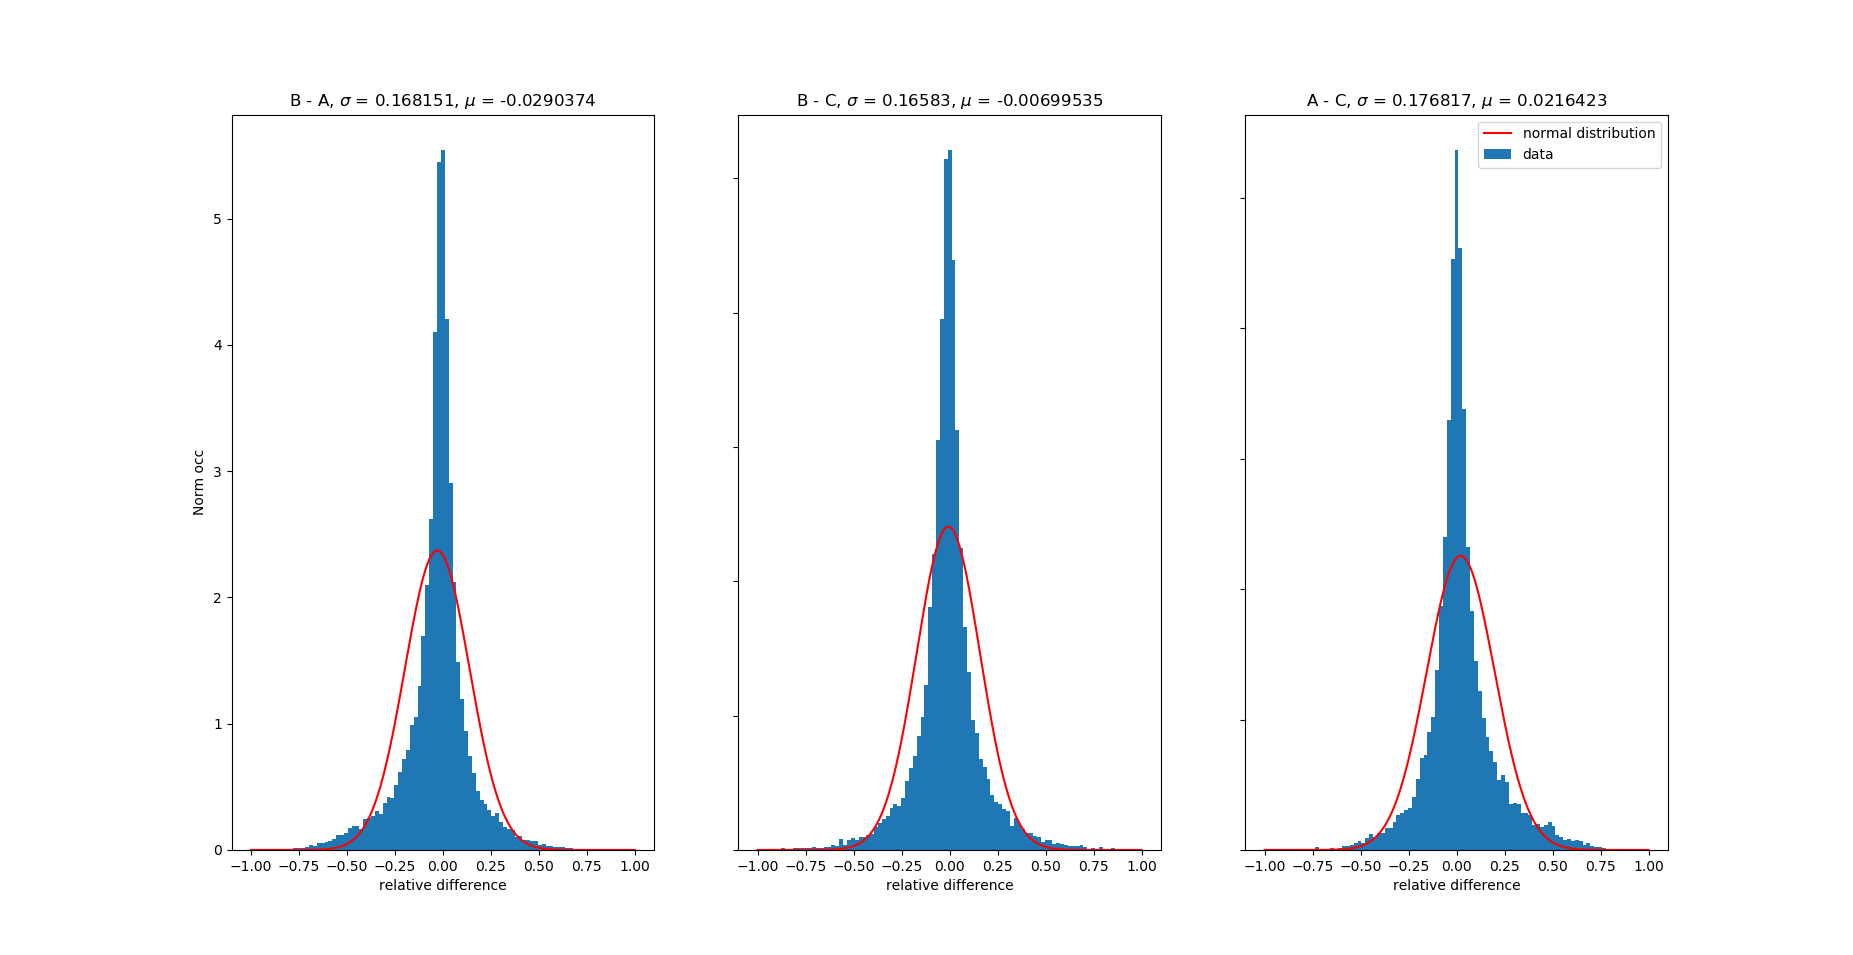 B - A, σ = 0.168151, μ = -0.0290374
B - C, σ = 0.16583, μ = -0.00699535
A - C, σ = 0.176817, μ = 0.0216423
normal distribution
data
Norm occ
5
4
3
2
1
0
−1.00 −0.75 −0.50 −0.25 0.00 0.25 0.50 0.75 1.00
relative difference
−1.00 −0.75 −0.50 −0.25 0.00 0.25 0.50 0.75 1.00
relative difference
−1.00 −0.75 −0.50 −0.25 0.00 0.25 0.50 0.75 1.00
relative difference